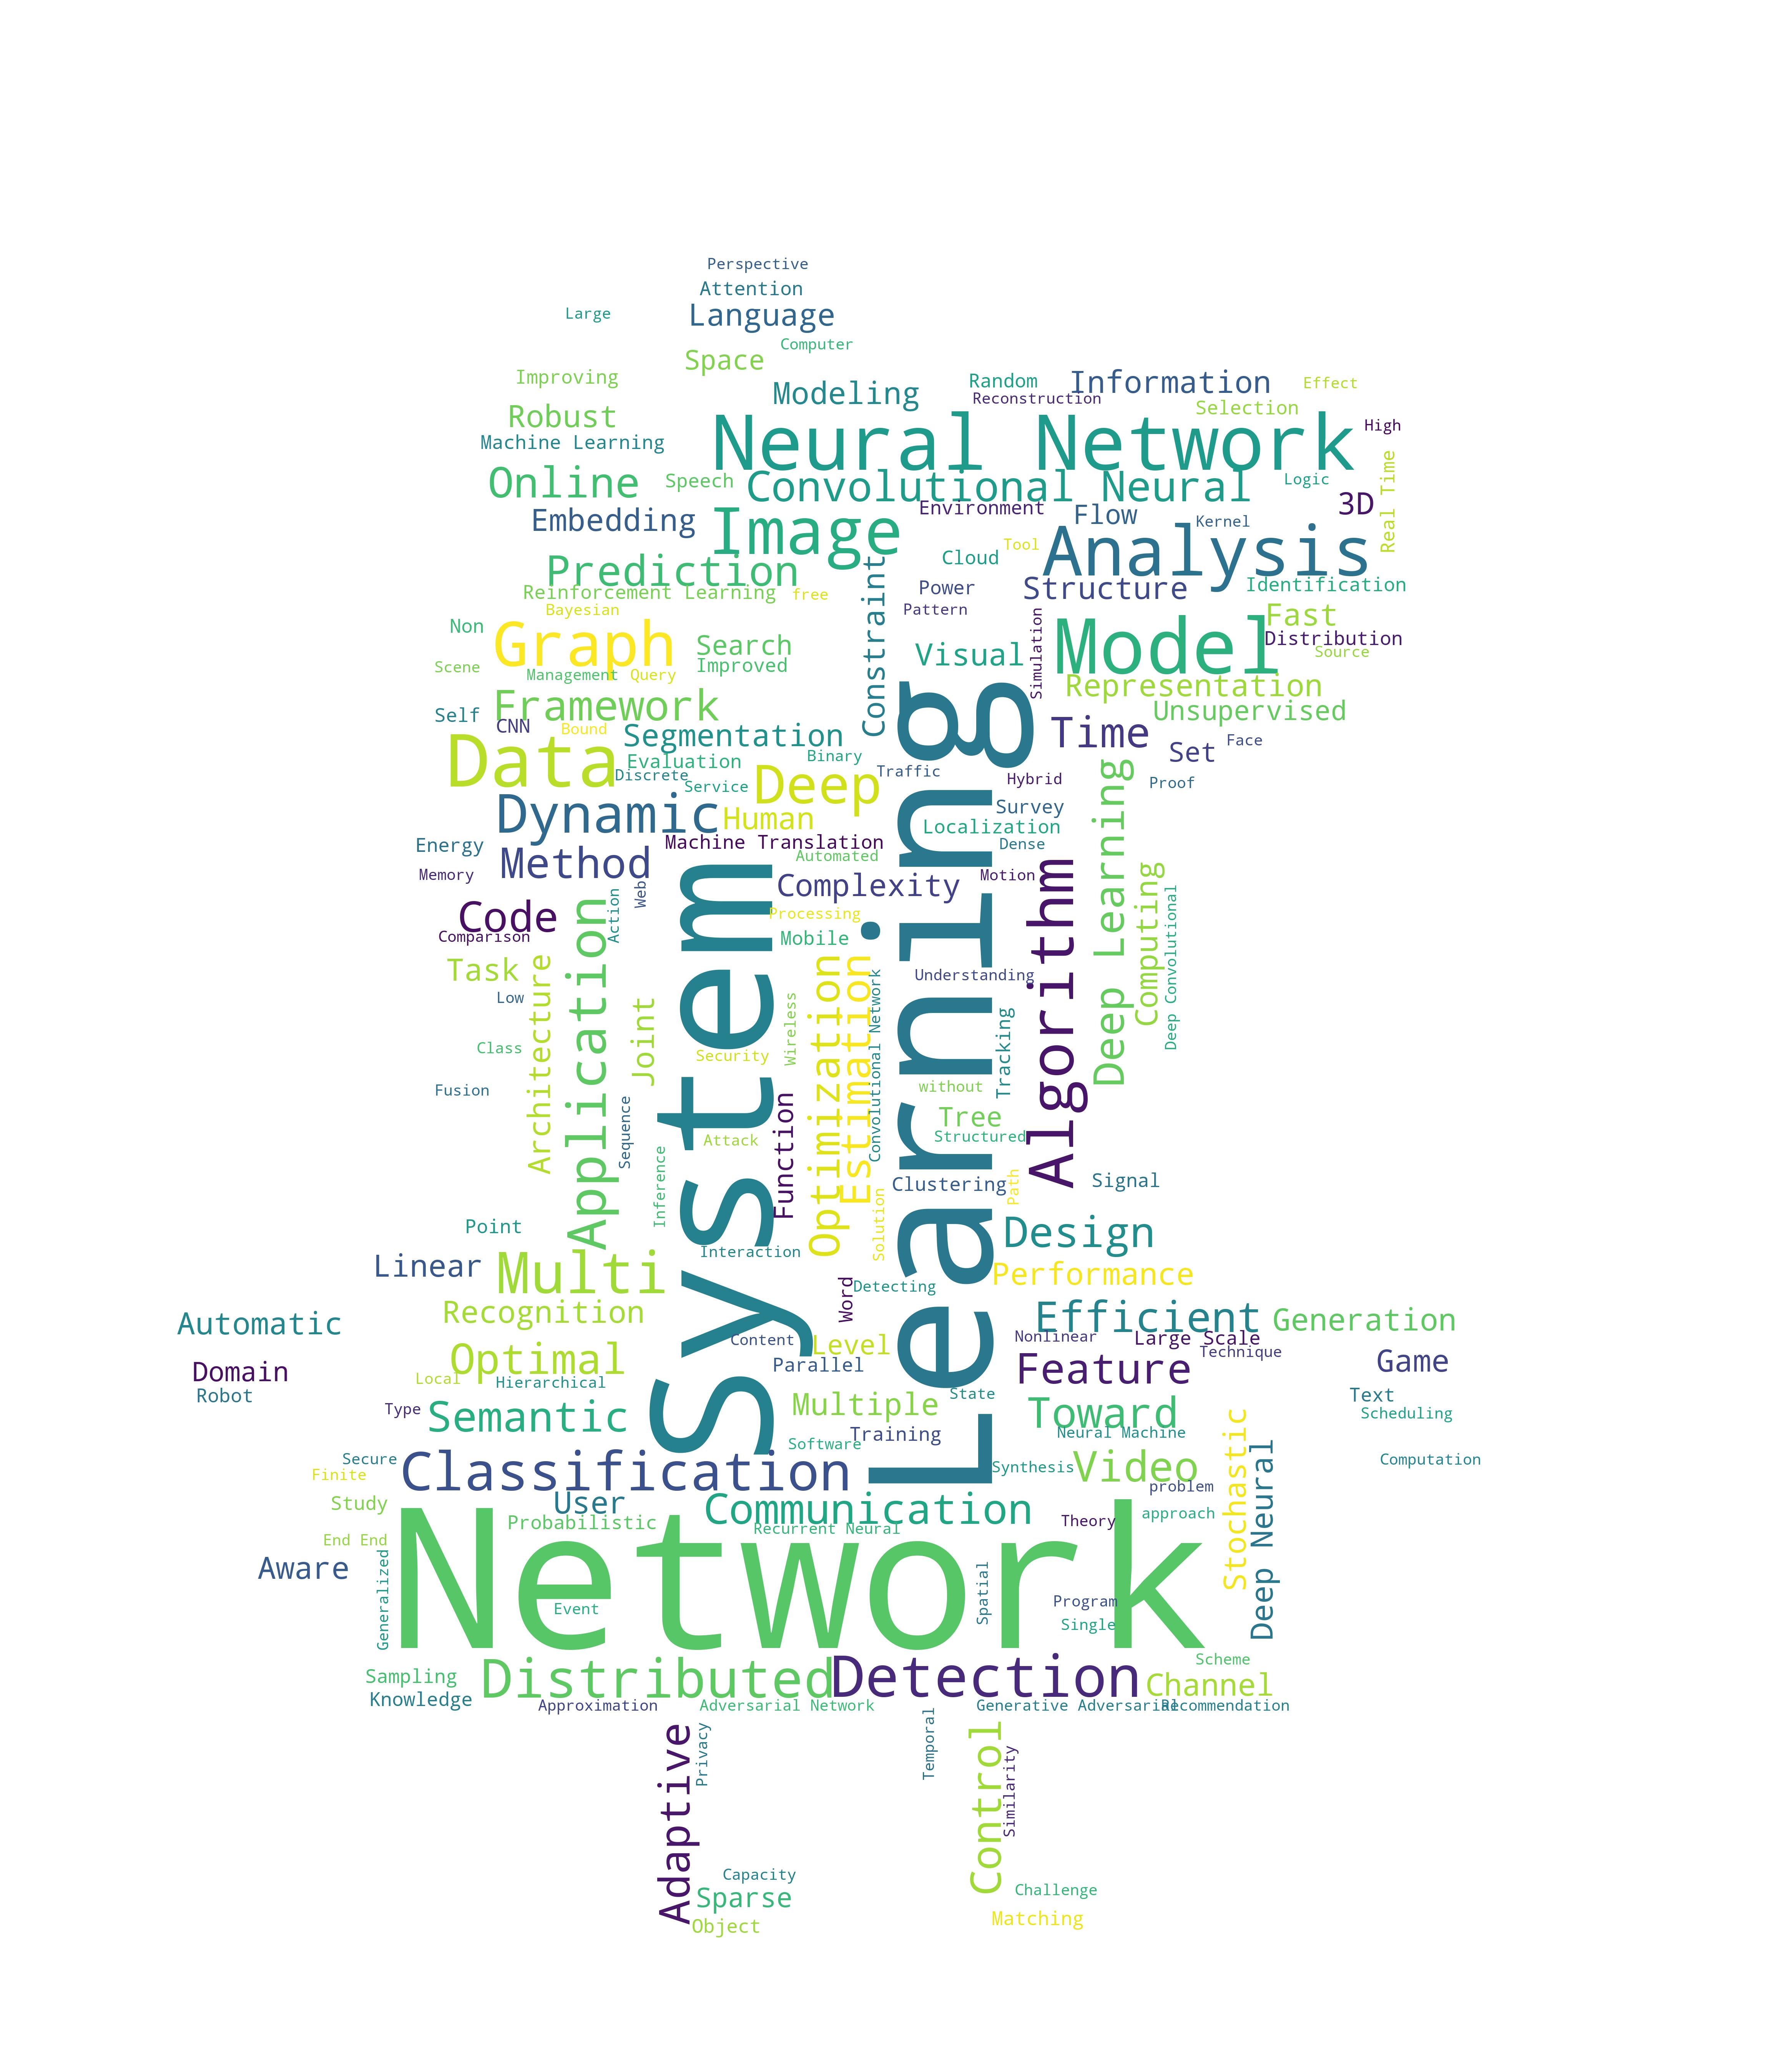 Perspective
Attention
Large
Language
Computer
Space
Improving
Modeling
Random
Information
Effect
Reconstruction
Selection
Robust
Neural Network
High
Machine Learning
Online
Speech
Convolutional Neural
Logic
Real Time
3D
Embedding
Image
Environment
Flow
Kernel
Analysis
Cloud
Tool
Prediction
Constraint
Power
Structure
Identification
Reinforcement Learning
free
Bayesian
Pattern
Fast
Non
Graph
Search
Visual
Simulation
Model
Distribution
Source
Scene
Management
Query
Improved
Representation
Self
Framework
CNN
Bound
Unsupervised
Segmentation
Time
Set
Face
Data
Evaluation
Binary
Discrete
Service
Deep
Traffic
Hybrid
Proof
Dynamic
Human
Survey
Localization
Deep Learning
Energy
Machine Translation
Dense
Memory
Method
Automated
Complexity
Motion
Web
Action
Code
Comparison
Processing
Mobile
Algorithm
Computing
Deep Convolutional
Task
Application
System
Learning
Understanding
Low
Architecture
Joint
Wireless
Optimization
Estimation
Convolutional Network
Tracking
Class
Security
Fusion
without
Sequence
Attack
Function
Tree
Structured
Inference
Clustering
Path
Signal
Point
Solution
Design
Linear
Multi
Interaction
Performance
Recognition
Word
Detecting
Automatic
Efficient
Generation
Content
Level
Nonlinear
Large Scale
Technique
Domain
Optimal
Parallel
Feature
Game
Robot
Local
Hierarchical
State
Text
Type
Semantic
Multiple
Toward
Scheduling
Training
Neural Machine
Software
Stochastic
Deep Neural
Secure
Finite
Classification
Synthesis
Video
Computation
problem
Study
User
Communication
Probabilistic
Recurrent Neural
Theory
approach
End End
Aware
Generalized
Network
Event
Spatial
Program
Single
Scheme
Sampling
Distributed
Detection
Channel
Knowledge
Approximation
Adversarial Network
Generative Adversarial
Recommendation
Adaptive
Privacy
Temporal
Control
Similarity
Capacity
Sparse
Challenge
Object
Matching